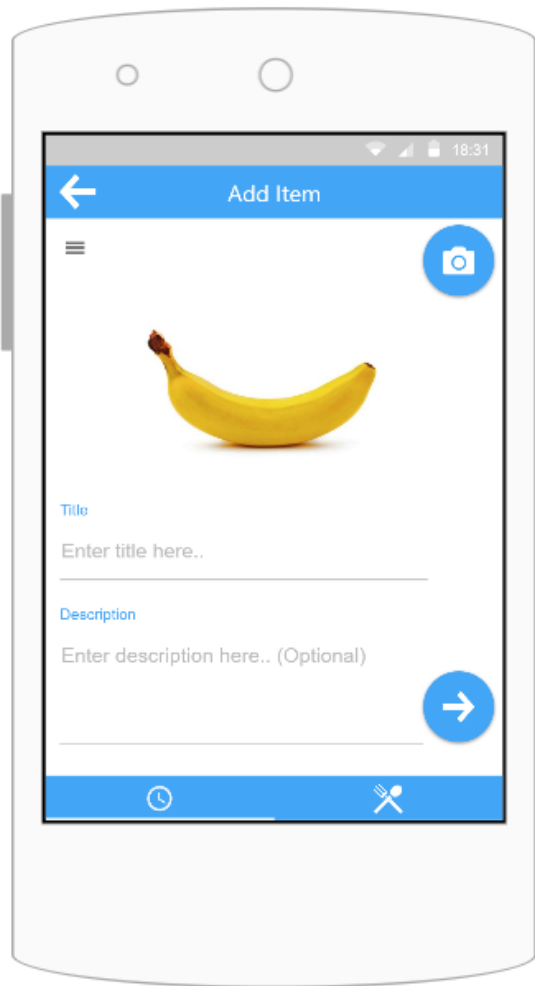 18:31
Add Item
Title
Enter title here..
Description
Enter description here.. (Optional)